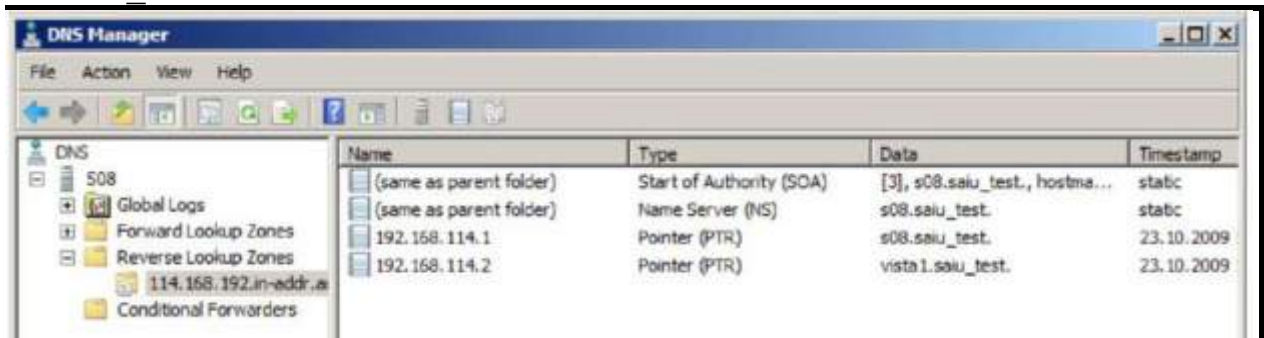 DNS Manager
File Action View Help
DNS
S08
Global Logs
Forward Lookup Zones
Reverse Lookup Zones
114.168.192.in-addr.a
Conditional Forwarders
Name Type Data Timestamp
(same as parent folder) Start of Authority (SOA) [3], s08.saiu_test., hostma... static
(same as parent folder) Name Server (NS) s08.saiu_test. static
192.168.114.1 Pointer (PTR) s08.saiu_test. 23.10.2009
192.168.114.2 Pointer (PTR) vista1.saiu_test. 23.10.2009